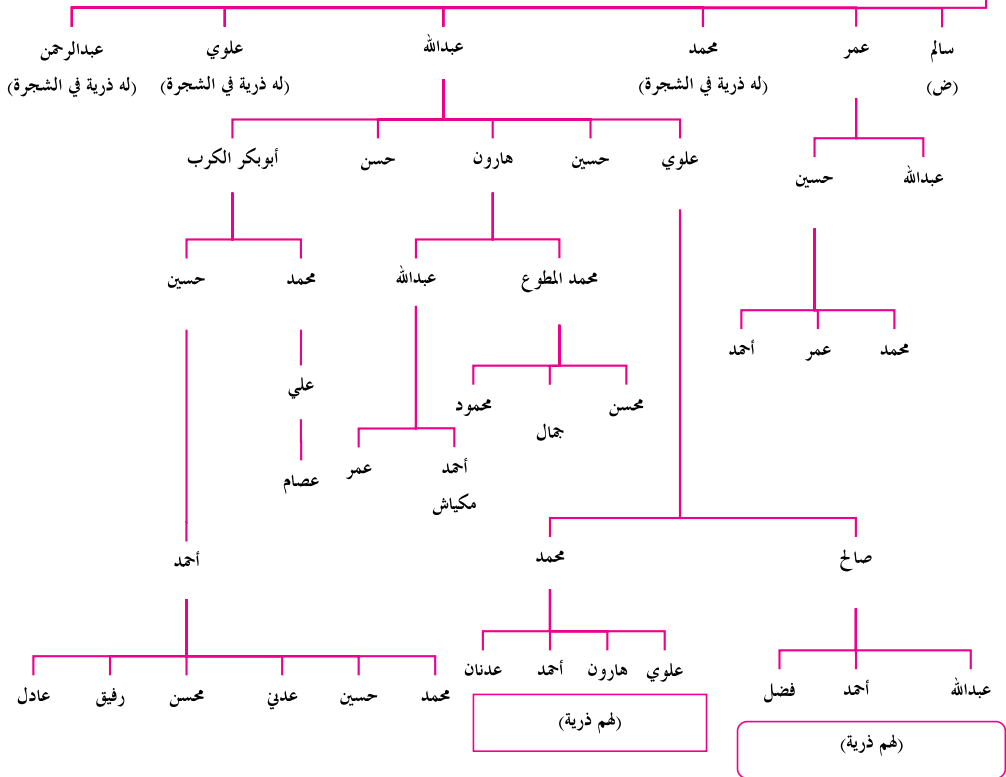 سالم
(ض)
عمر
محمد
(له ذرية في الشجرة)
عبدالله
علوي
(له ذرية في الشجرة)
عبدالرحمن
(له ذرية في الشجرة)
عبدالله
حسين
علوي
حسين
هارون
حسن
أبوبكر الكرب
محمد المطوع
عبدالله
محمد
حسين
محمد
عمر
أحمد
محسن
جمال
محمود
علي
أحمد
مكياش
عمر
عصام
صالح
محمد
أحمد
عبدالله
أحمد
فضل
(لهم ذرية)
علوي
هارون
أحمد
عدنان
(لهم ذرية)
محمد
حسين
عدني
محسن
رفيق
عادل